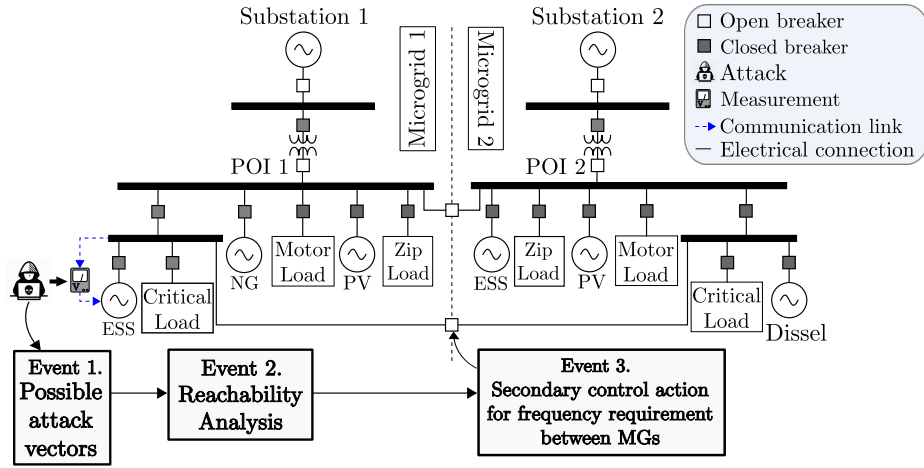 Substation 1
Substation 2
Microgrid 1
Microgrid 2
Open breaker
Closed breaker
Attack
Measurement
Communication link
Electrical connection
POI 1
POI 2
NG
Motor
Load
PV
Zip
Load
ESS
Zip
Load
PV
Motor
Load
V
ESS
Critical
Load
Critical
Load
Dissel
Event 1.
Possible
attack
vectors
Event 2.
Reachability
Analysis
Event 3.
Secondary control action
for frequency requirement
between MGs